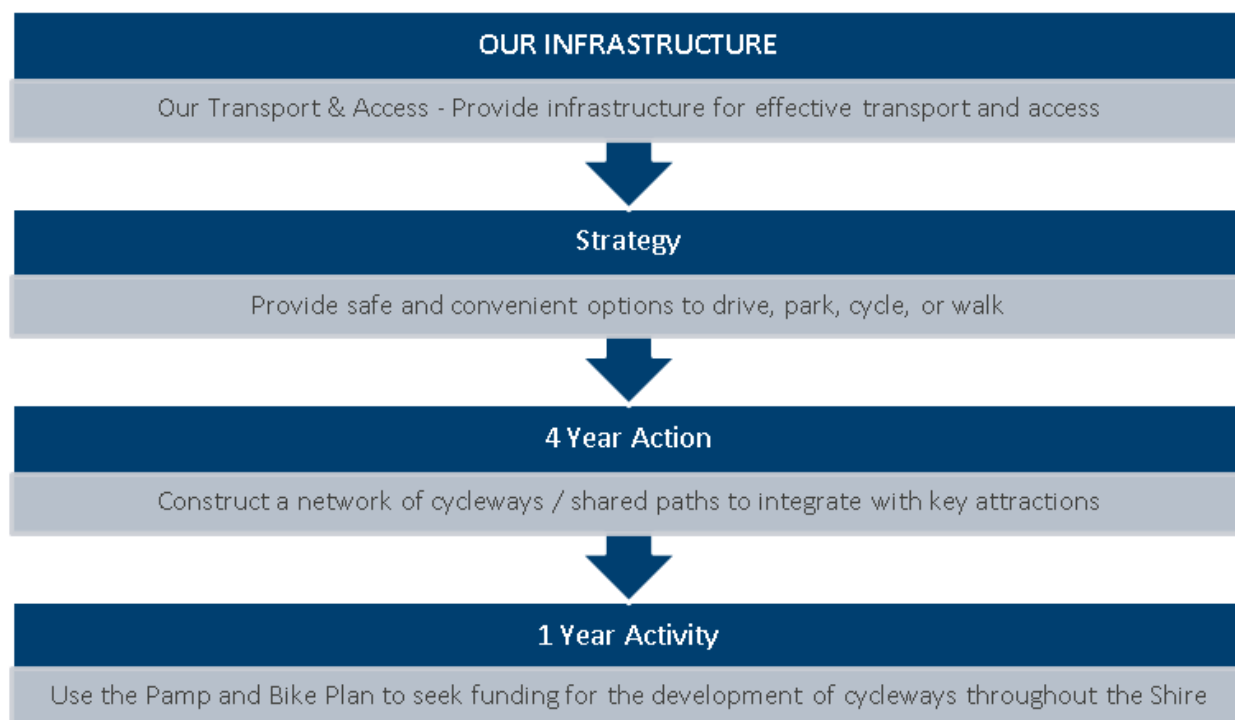 OUR INFRASTRUCTURE
Our Transport & Access - Provide infrastructure for effective transport and access
Strategy
Provide safe and convenient options to drive, park, cycle, or walk
4 Year Action
Construct a network of cycleways / shared paths to integrate with key attractions
1 Year Activity
Use the Pamp and Bike Plan to seek funding for the development of cycleways throughout the Shire